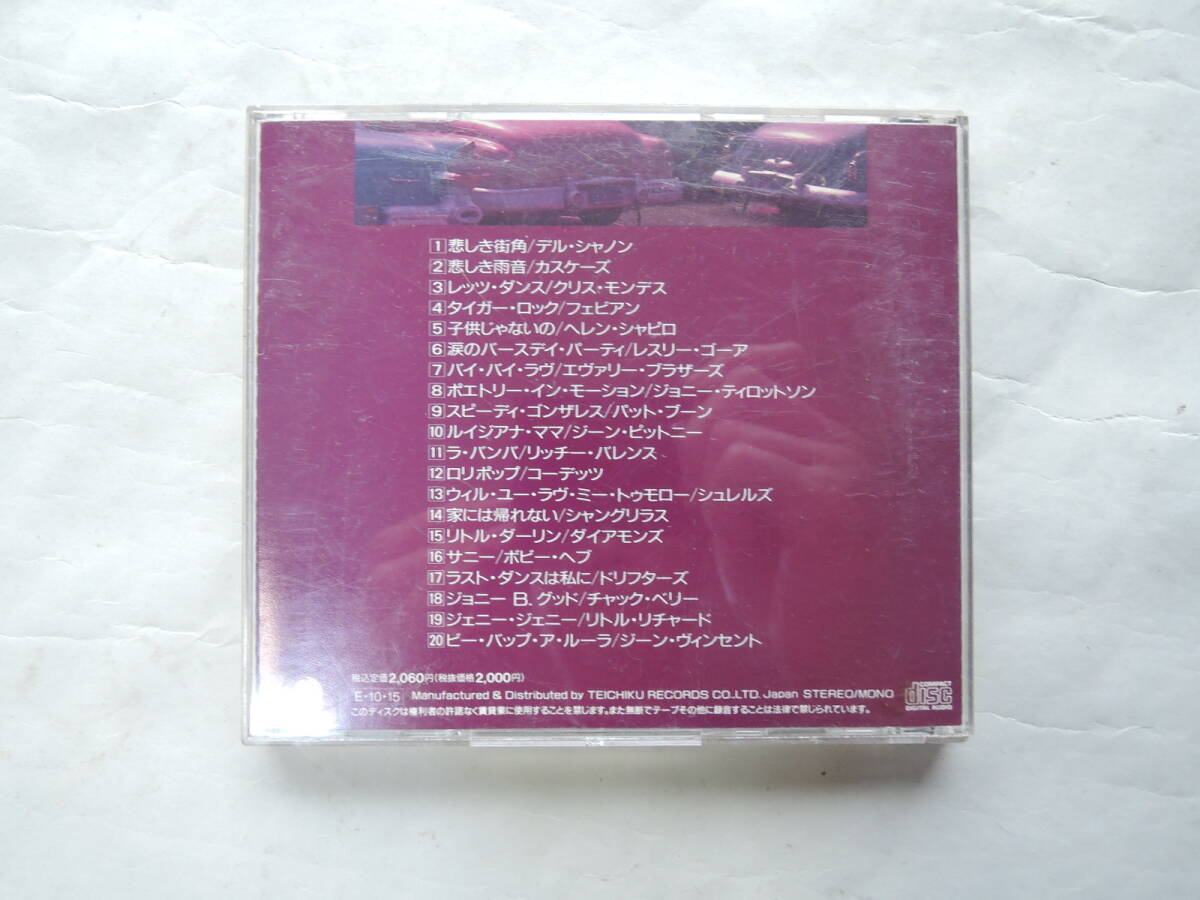 1 悲しき街角/デル・シャノン
2 悲しき雨音/カスケーズ
3 レッツ・ダンス/クリス・モンデス
4 タイガー・ロック/フェビアン
5 子供じゃないの/ヘレン・シャピロ
6 涙のバースデイ・パーティ/レスリー・ゴーア
7 バイ・バイ・ラヴ/エヴァリー・ブラザーズ
8 ポエトリー・イン・モーション/ジョニー・ティロットソン
9 スピーディ・ゴンザレス/パット・ブーン
10 ルイジアナ・ママ/ジーン・ピットニー
11 ラ・バンバ/リッチー・バレンス
12 ロリポップ/コーデッツ
13 ウィル・ユー・ラヴ・ミー・トゥモロー/シュレルズ
14 家には帰れない/シャングリラス
15 リトル・ダーリン/ダイアモンズ
16 サニー/ボビー・ヘブ
17 ラスト・ダンスは私に/ドリフターズ
18 ジョニー B. グッド/チャック・ベリー
19 ジェニー・ジェニー/リトル・リチャード
20 ビー・バップ・ア・ルーラ/ジーン・ヴィンセント
税込定価2,060円(税抜価格2,000円)
E・10・15 Manufactured & Distributed by TEICHIKU RECORDS CO.LTD. Japan STEREO/MONO
このディスクは権利者の許諾なく賃貸業に使用することを禁じます。また無断でテープその他に録音することは法律で禁じられています。
COMPACT
DISC
DIGITAL AUDIO